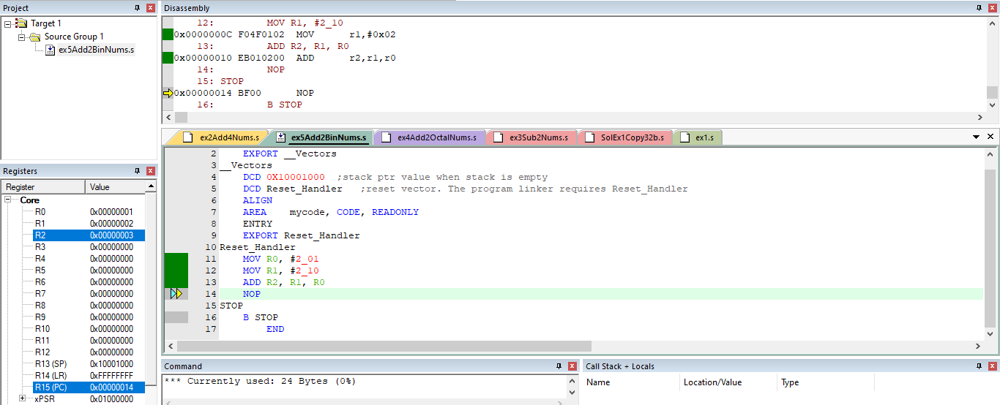 Project
Target 1
Source Group 1
ex5Add2BinNums.s
Disassembly
12: MOV R1, #2_10
0x0000000C F04F0102 MOV r1,#0x02
13: ADD R2, R1, R0
0x00000010 EB010200 ADD r2,r1,r0
14: NOP
15: STOP
0x00000014 BF00 NOP
16: B STOP
ex2Add4Nums.s ex5Add2BinNums.s ex4Add2OctalNums.s ex3Sub2Nums.s SolEx1Copy32b.s ex1.s
2 EXPORT __Vectors
3 __Vectors
4 DCD 0X10001000 ;stack ptr value when stack is empty
5 DCD Reset_Handler ;reset vector. The program linker requires Reset_Handler
6 ALIGN
7 AREA mycode, CODE, READONLY
8 ENTRY
9 EXPORT Reset_Handler
10 Reset_Handler
11 MOV R0, #2_01
12 MOV R1, #2_10
13 ADD R2, R1, R0
14 NOP
15 STOP
16 B STOP
17 END
Registers
Register Value
Core
R0 0x00000001
R1 0x00000002
R2 0x00000003
R3 0x00000000
R4 0x00000000
R5 0x00000000
R6 0x00000000
R7 0x00000000
R8 0x00000000
R9 0x00000000
R10 0x00000000
R11 0x00000000
R12 0x00000000
R13 (SP) 0x10001000
R14 (LR) 0xFFFFFFFF
R15 (PC) 0x00000014
xPSR 0x01000000
Command
*** Currently used: 24 Bytes (0%)
Call Stack + Locals
Name Location/Value Type